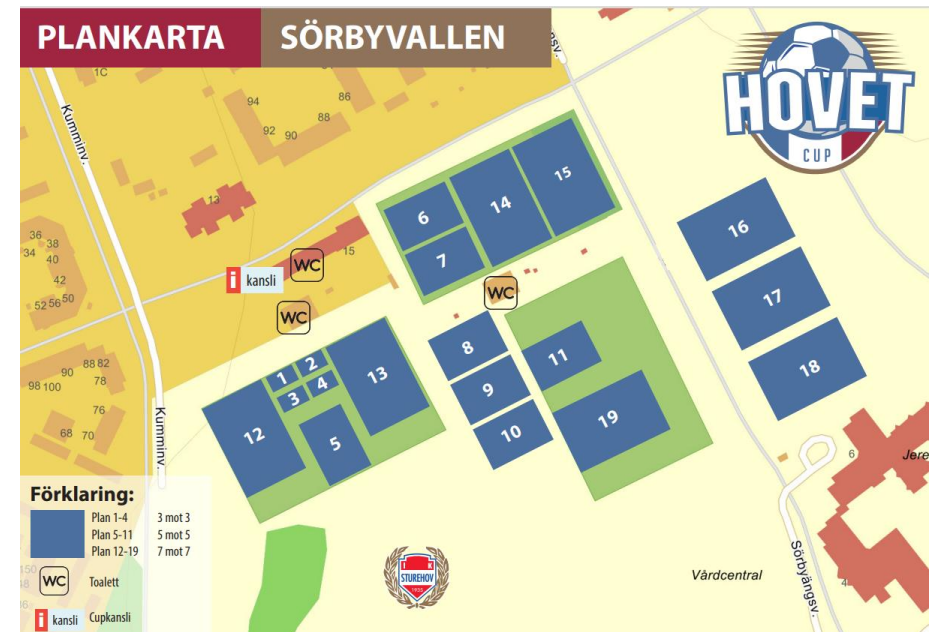 PLANKARTA SÖRBYVALLEN
HOVET
CUP
1C
Kumminv.
94
86
88
92 90
13
15
36
38
34
40
42
52 56 50
i kansli
WC
WC
WC
6
14
15
7
16
17
18
8
9
10
11
19
1
2
3
4
13
12
5
88 82
90
98 100
78
76
68 70
Kumminv.
6
Jere
Sörbyängsv.
Vårdcentral
I K
STUREHOV
Förklaring:
Plan 1-4 3 mot 3
Plan 5-11 5 mot 5
Plan 12-19 7 mot 7
WC Toalett
i kansli Cupkansli